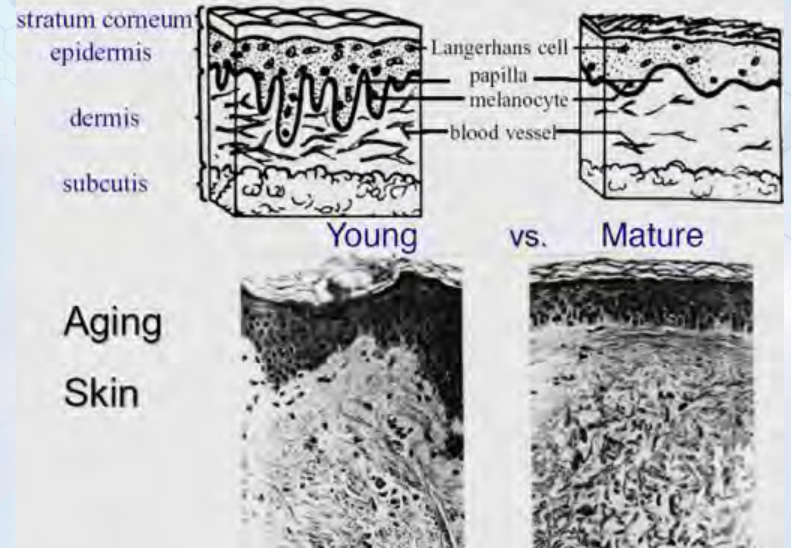 stratum corneum
epidermis
dermis
subcutis
Langerhans cell
papilla
melanocyte
blood vessel
Young vs. Mature
Aging
Skin